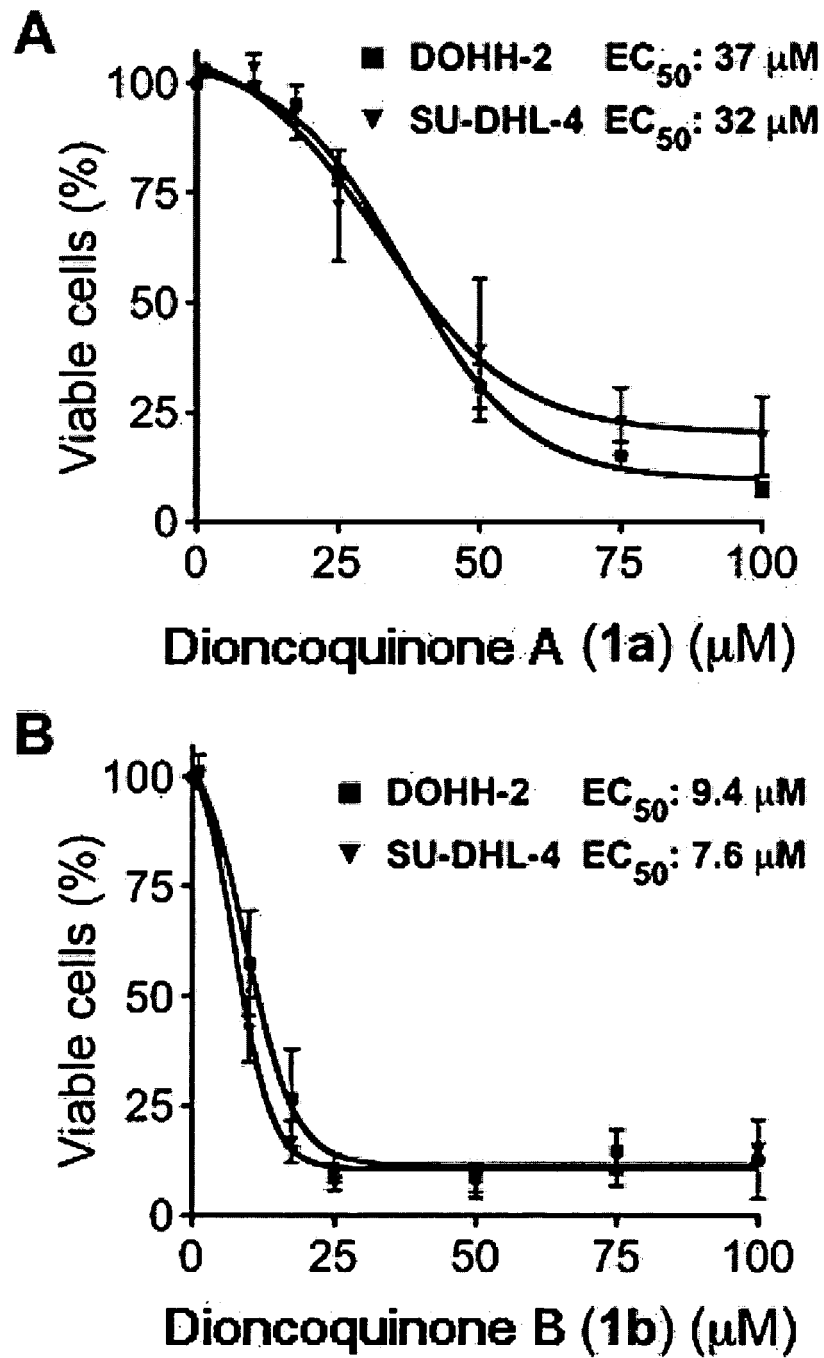 A
DOHH-2 EC50: 37 μM
SU-DHL-4 EC50: 32 μM
100
75
50
25
0
Viable cells (%)
0 25 50 75 100
Dioncoquinone A (1a) (μM)
B
DOHH-2 EC50: 9.4 μM
SU-DHL-4 EC50: 7.6 μM
100
75
50
25
0
Viable cells (%)
0 25 50 75 100
Dioncoquinone B (1b) (μM)